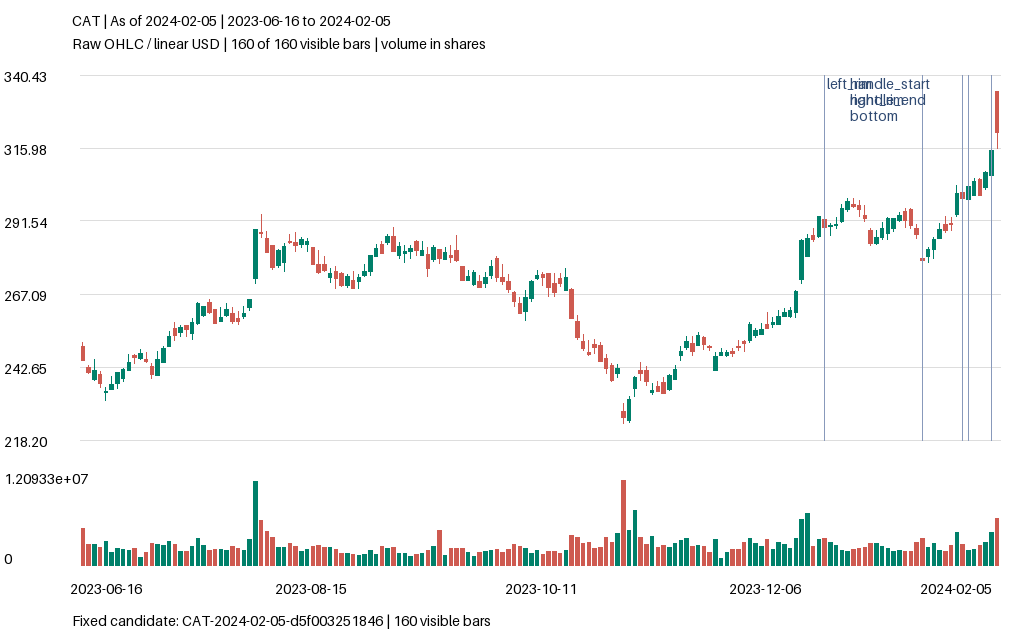 CAT | As of 2024-02-05 | 2023-06-16 to 2024-02-05
Raw OHLC / linear USD | 160 of 160 visible bars | volume in shares
340.43
left_rim handle_start
right_rim handle_end
bottom
315.98
291.54
267.09
242.65
218.20
1.20933e+07
0
2023-06-16 2023-08-15 2023-10-11 2023-12-06 2024-02-05
Fixed candidate: CAT-2024-02-05-d5f003251846 | 160 visible bars